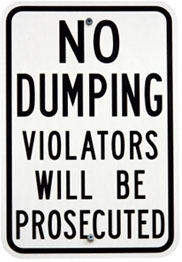 NO
DUMPING
VIOLATORS
WILL BE
PROSECUTED